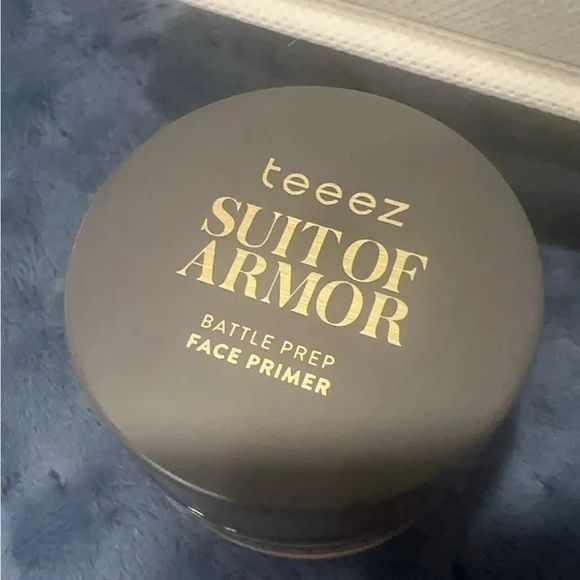 teeez
SUIT OF
ARMOR
BATTLE PREP
FACE PRIMER